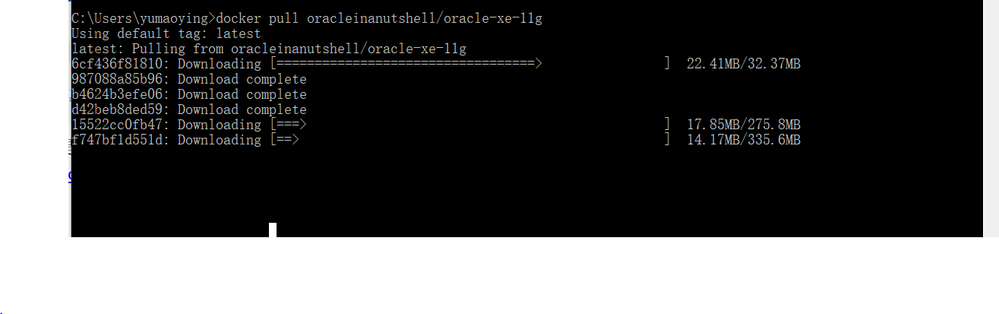 C:\Users\yumaoying>docker pull oracleinanutshell/oracle-xe-11g
Using default tag: latest
latest: Pulling from oracleinanutshell/oracle-xe-11g
6cf436f81810: Downloading [==================================>                ]  22.41MB/32.37MB
987088a85b96: Download complete
b4624b3efe06: Download complete
d42beb8ded59: Download complete
15522cc0fb47: Downloading [===>                                               ]  17.85MB/275.8MB
f747bf1d551d: Downloading [==>                                                ]  14.17MB/335.6MB